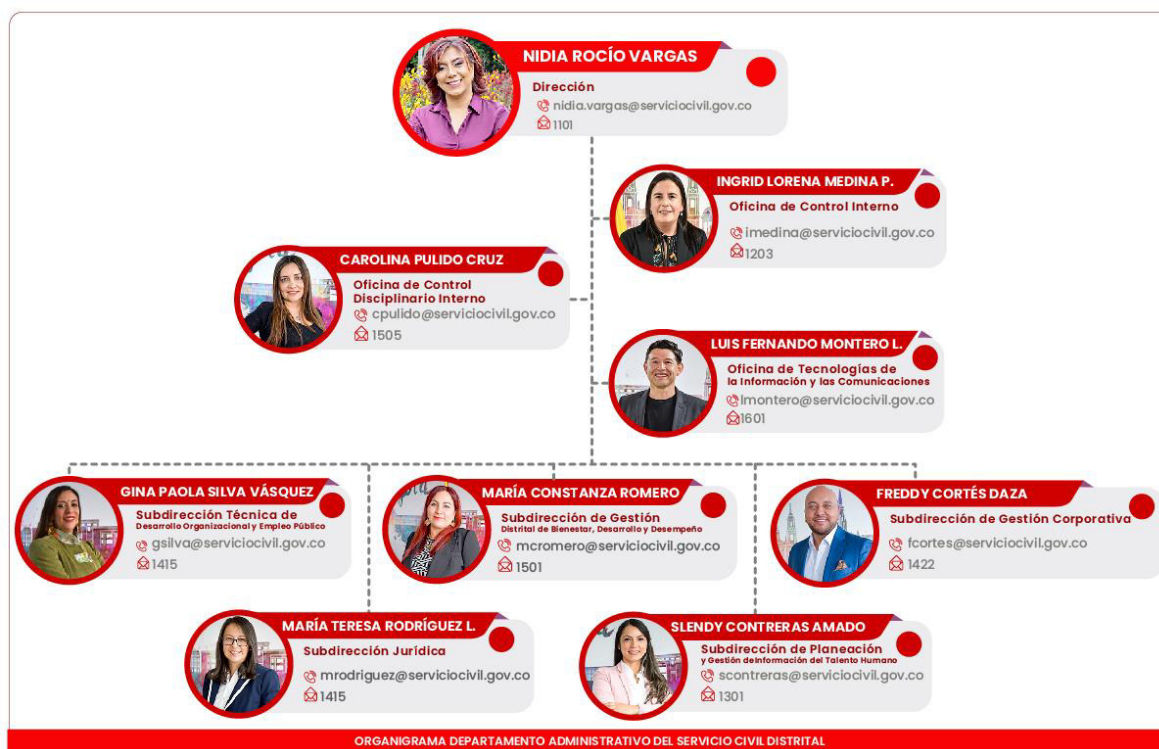 NIDIA ROCÍO VARGAS
Dirección
nidia.vargas@serviciocivil.gov.co
1101
INGRID LORENA MEDINA P.
Oficina de Control Interno
imedina@serviciocivil.gov.co
1203
CAROLINA PULIDO CRUZ
Oficina de Control
Disciplinario Interno
cpulido@serviciocivil.gov.co
1505
LUIS FERNANDO MONTERO L.
Oficina de Tecnologías de
la Información y las Comunicaciones
lmontero@serviciocivil.gov.co
1601
GINA PAOLA SILVA VÁSQUEZ
Subdirección Técnica de
Desarrollo Organizacional y Empleo Público
gsilva@serviciocivil.gov.co
1415
MARÍA CONSTANZA ROMERO
Subdirección de Gestión
Distrital de Bienestar, Desarrollo y Desempeño
mcromero@serviciocivil.gov.co
1501
FREDDY CORTÉS DAZA
Subdirección de Gestión Corporativa
fcortes@serviciocivil.gov.co
1422
MARÍA TERESA RODRÍGUEZ L.
Subdirección Jurídica
mrodriguez@serviciocivil.gov.co
1415
SLENDY CONTRERAS AMADO
Subdirección de Planeación
y Gestión de Información del Talento Humano
scontreras@serviciocivil.gov.co
1301
ORGANIGRAMA DEPARTAMENTO ADMINISTRATIVO DEL SERVICIO CIVIL DISTRITAL